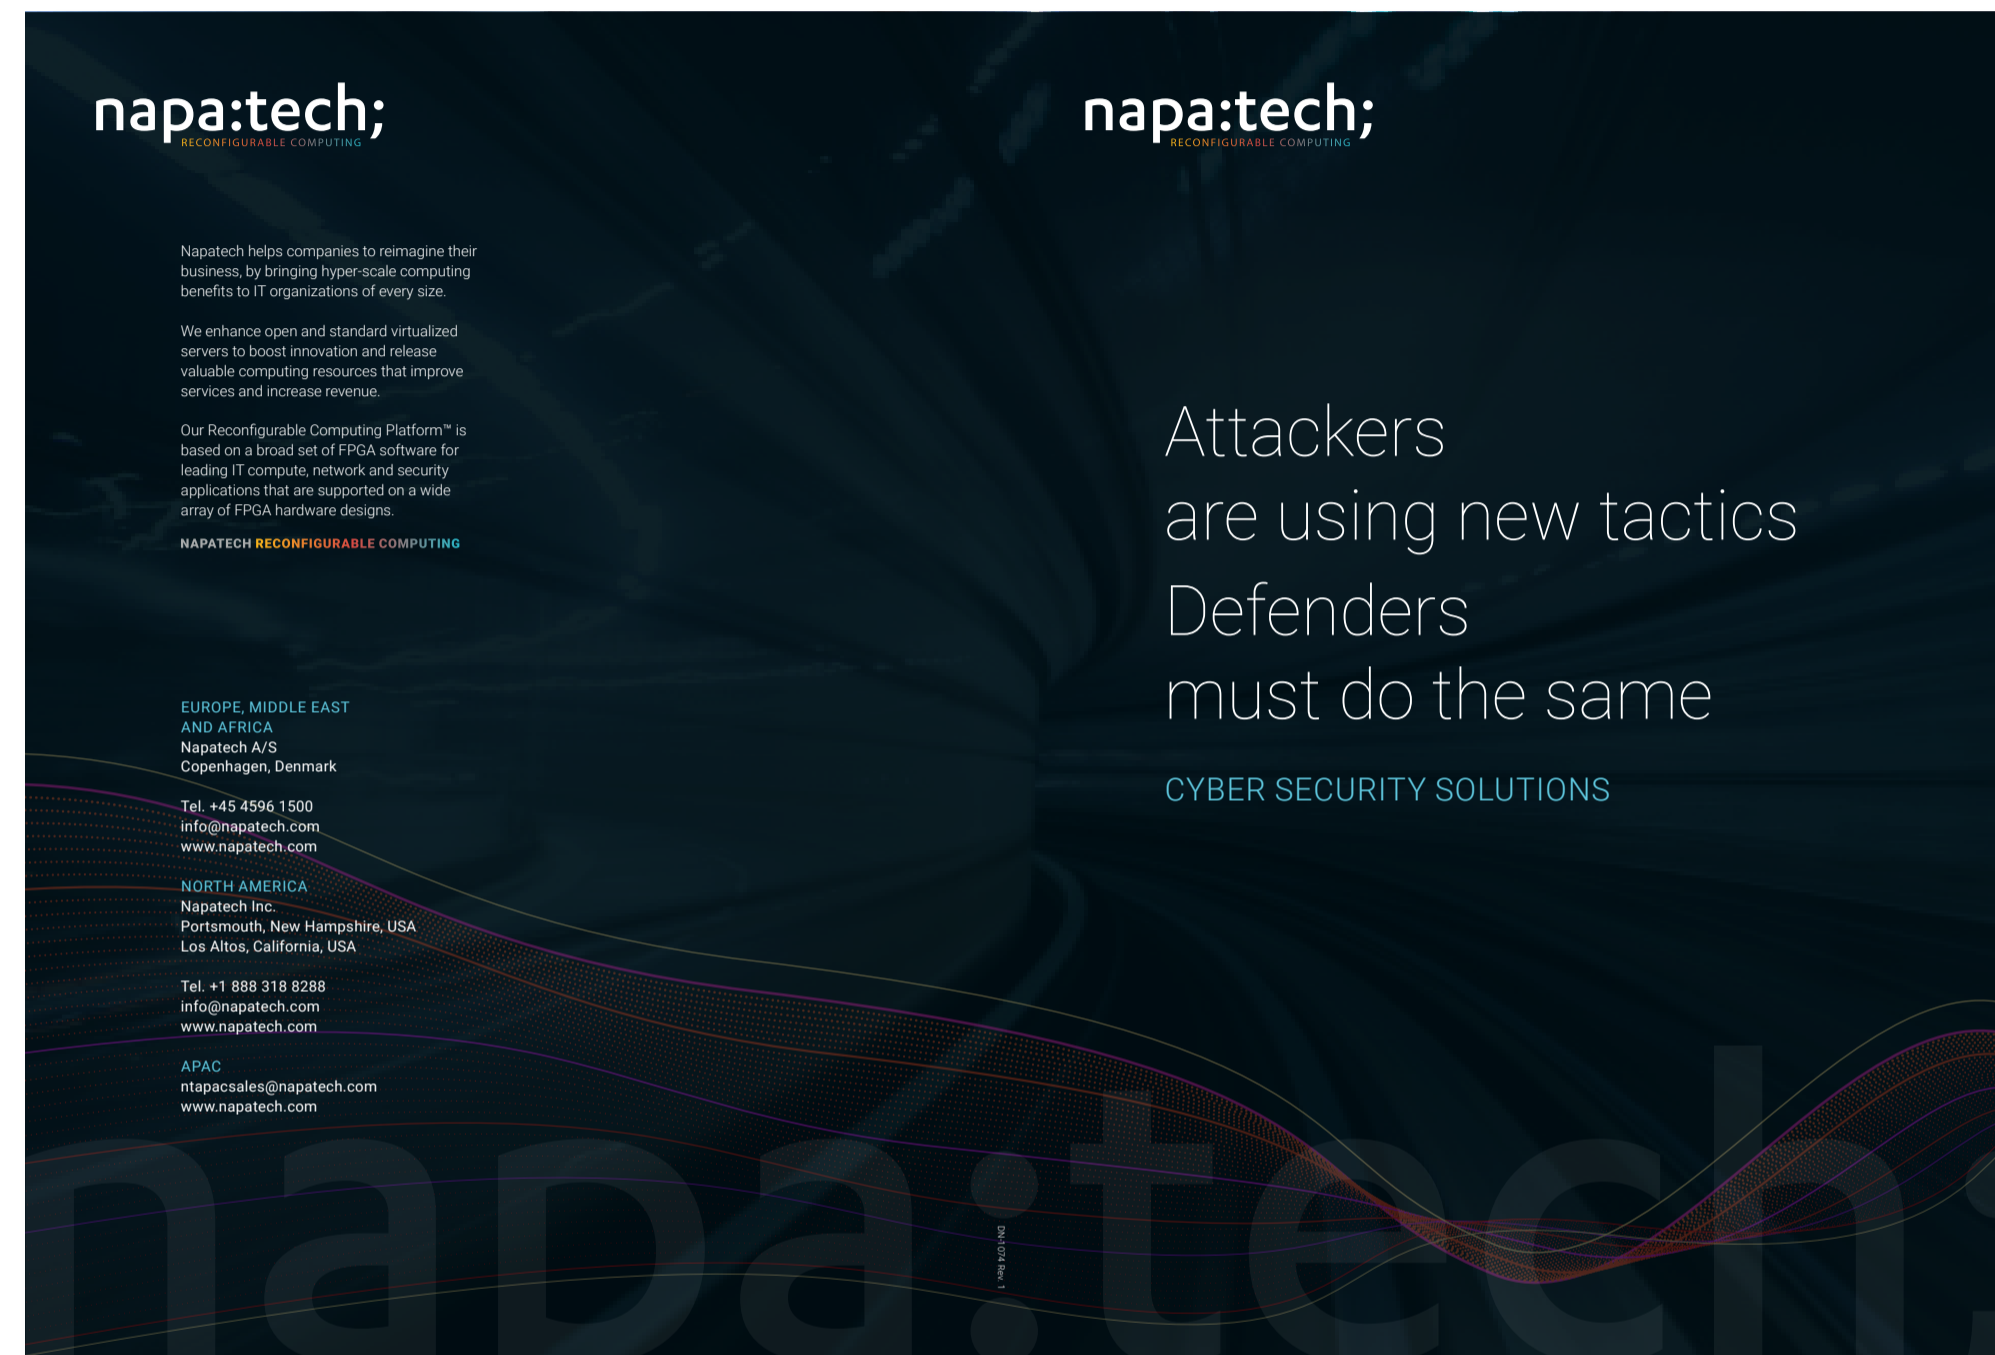 napa:tech;
RECONFIGURABLE COMPUTING
Napatech helps companies to reimagine their
business, by bringing hyper-scale computing
benefits to IT organizations of every size.
We enhance open and standard virtualized
servers to boost innovation and release
valuable computing resources that improve
services and increase revenue.
Our Reconfigurable Computing Platform™ is
based on a broad set of FPGA software for
leading IT compute, network and security
applications that are supported on a wide
array of FPGA hardware designs.
NAPATECH RECONFIGURABLE COMPUTING
EUROPE, MIDDLE EAST
AND AFRICA
Napatech A/S
Copenhagen, Denmark
Tel. +45 4596 1500
info@napatech.com
www.napatech.com
NORTH AMERICA
Napatech Inc.
Portsmouth, New Hampshire, USA
Los Altos, California, USA
Tel. +1 888 318 8288
info@napatech.com
www.napatech.com
APAC
ntapacsales@napatech.com
www.napatech.com
DN-1074 Rev. 1
napa:tech;
RECONFIGURABLE COMPUTING
Attackers
are using new tactics
Defenders
must do the same
CYBER SECURITY SOLUTIONS
napa:tech;